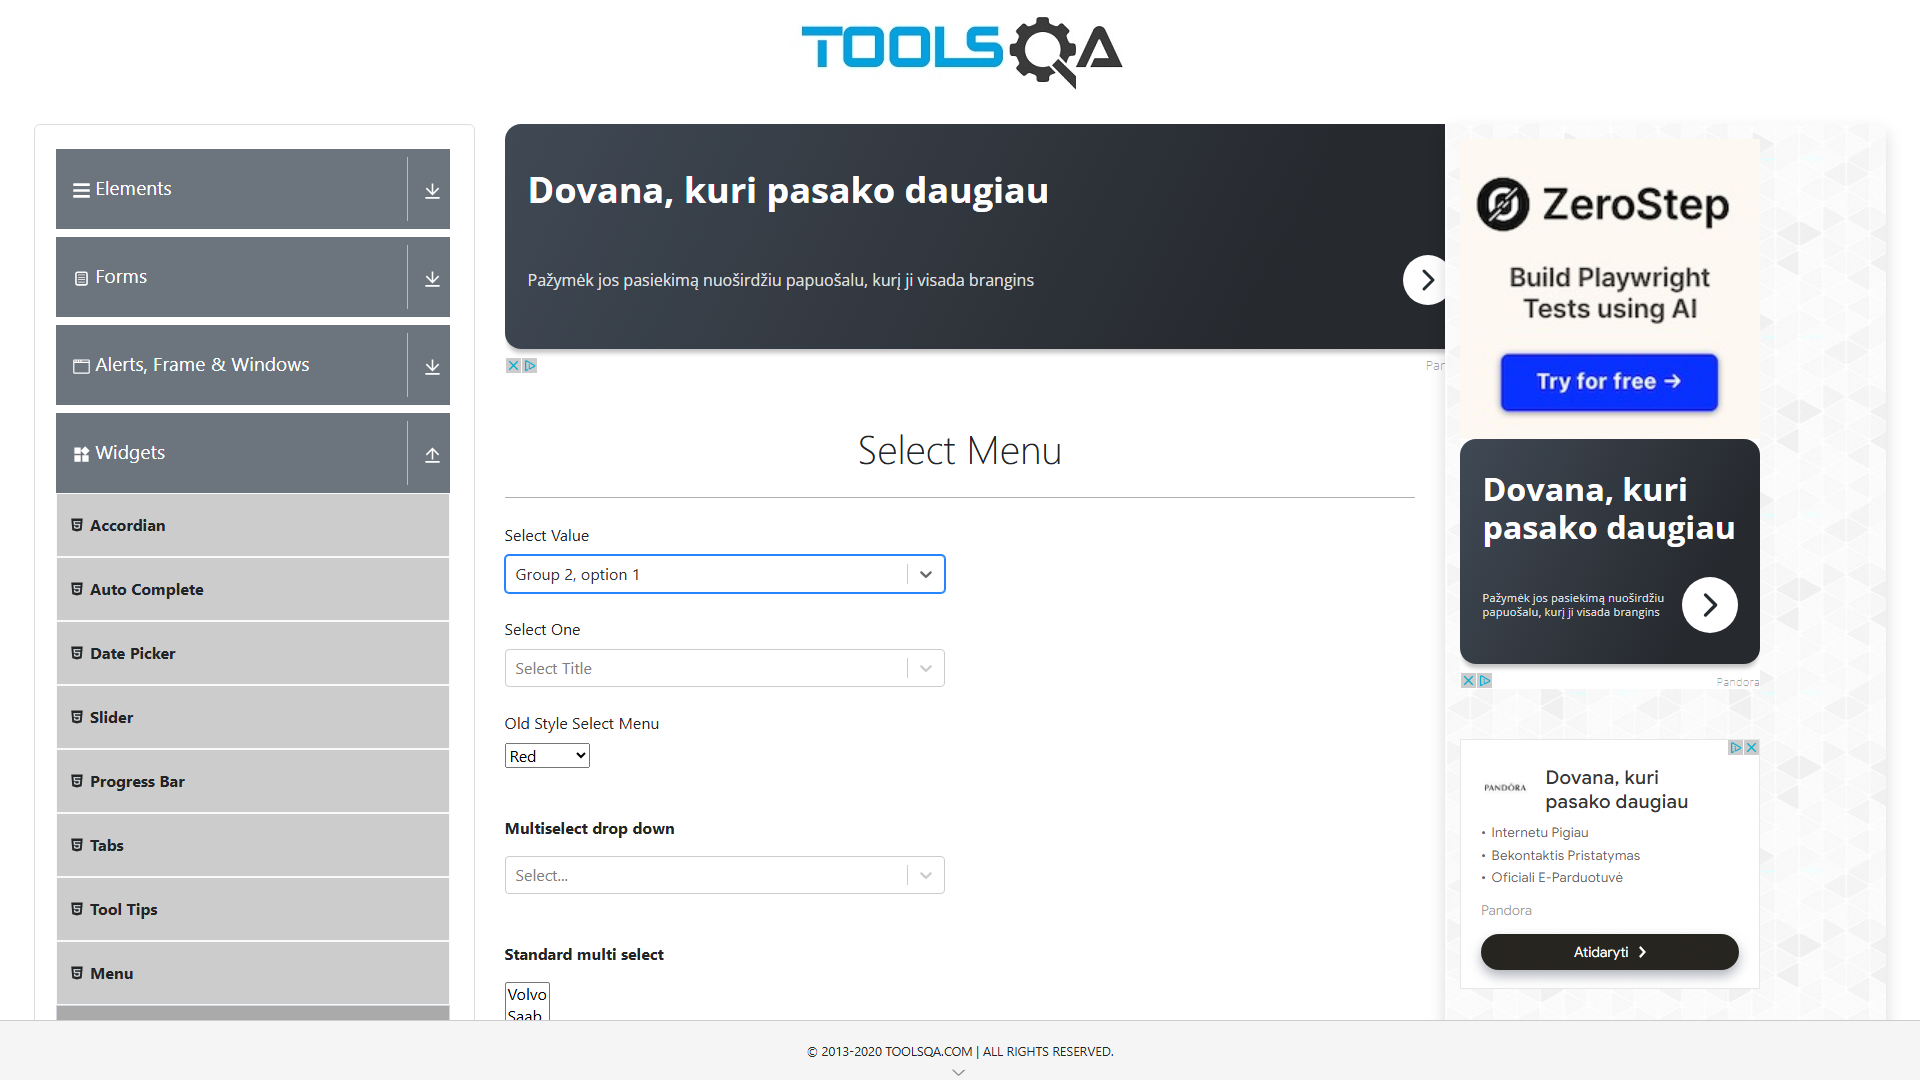 TOOLSQA
Elements
Forms
Alerts, Frame & Windows
Widgets
Accordian
Auto Complete
Date Picker
Slider
Progress Bar
Tabs
Tool Tips
Menu
Dovana, kuri pasako daugiau
Pažymėk jos pasiekimą nuoširdžiu papuošalu, kurį ji visada brangins
Select Menu
Select Value
Group 2, option 1
Select One
Select Title
Old Style Select Menu
Red
Multiselect drop down
Select...
Standard multi select
Volvo
Saab
ZeroStep
Build Playwright
Tests using AI
Try for free →
Dovana, kuri
pasako daugiau
Pažymėk jos pasiekimą nuoširdžiu
papuošalu, kurį ji visada brangins
Pandora
PANDÖRA
Dovana, kuri
pasako daugiau
• Internetu Pigiau
• Bekontaktis Pristatymas
• Oficiali E-Parduotuvė
Pandora
Atidaryti
© 2013-2020 TOOLSQA.COM | ALL RIGHTS RESERVED.